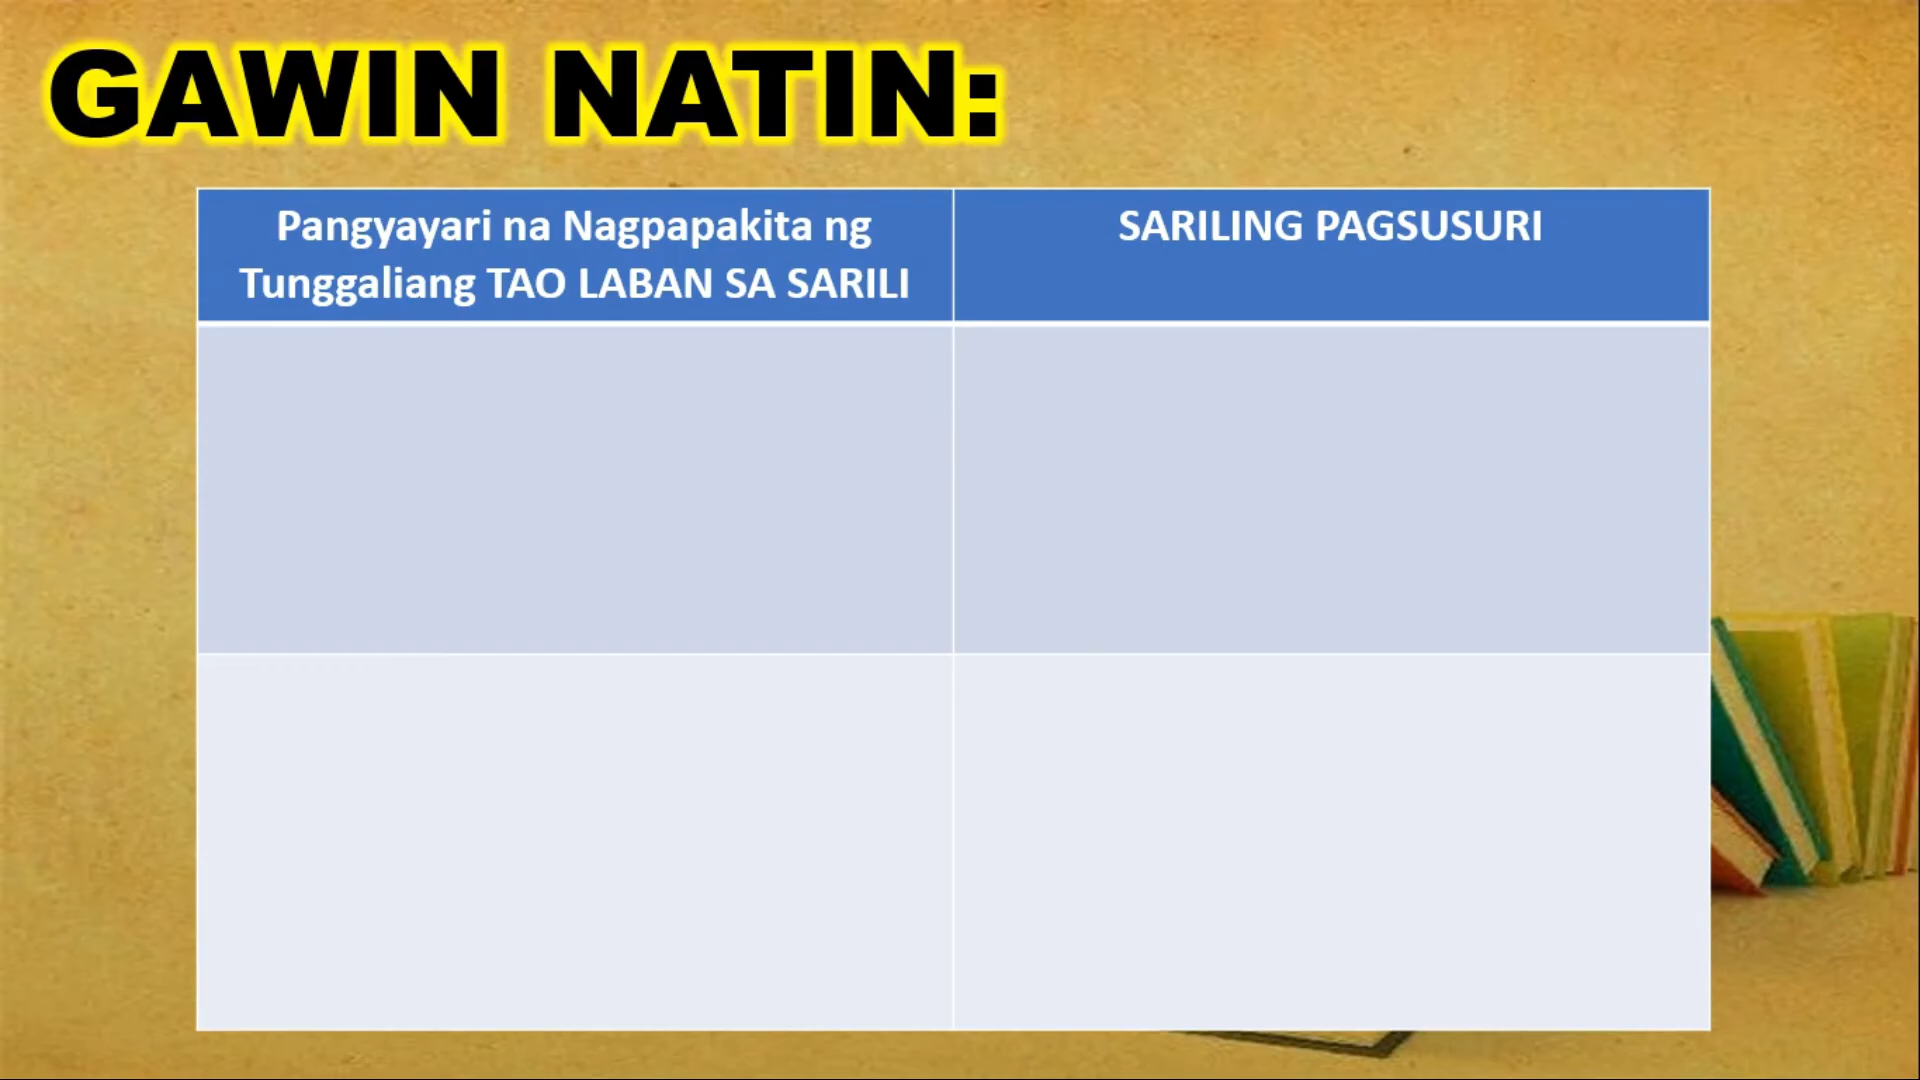 GAWIN NATIN:
Pangyayari na Nagpapakita ng
Tunggaliang TAO LABAN SA SARILI
SARILING PAGSUSURI